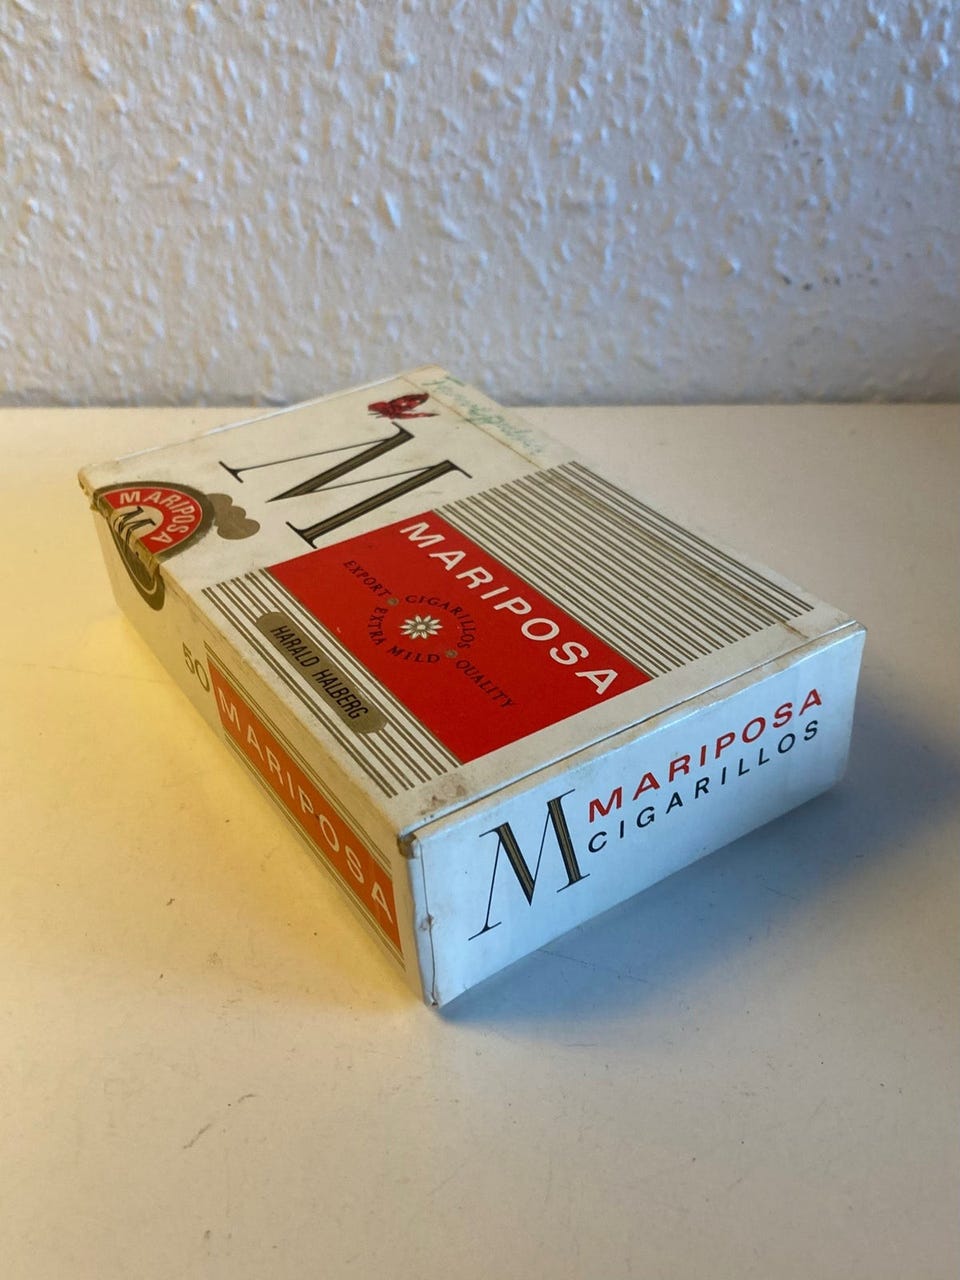 M
MARIPOSA
EXPORT QUALITY
CIGARILLOS
EXTRA MILD
HARALD HALBERG
MARIPOSA
M
50
MARIPOSA
M
MARIPOSA
CIGARILLOS